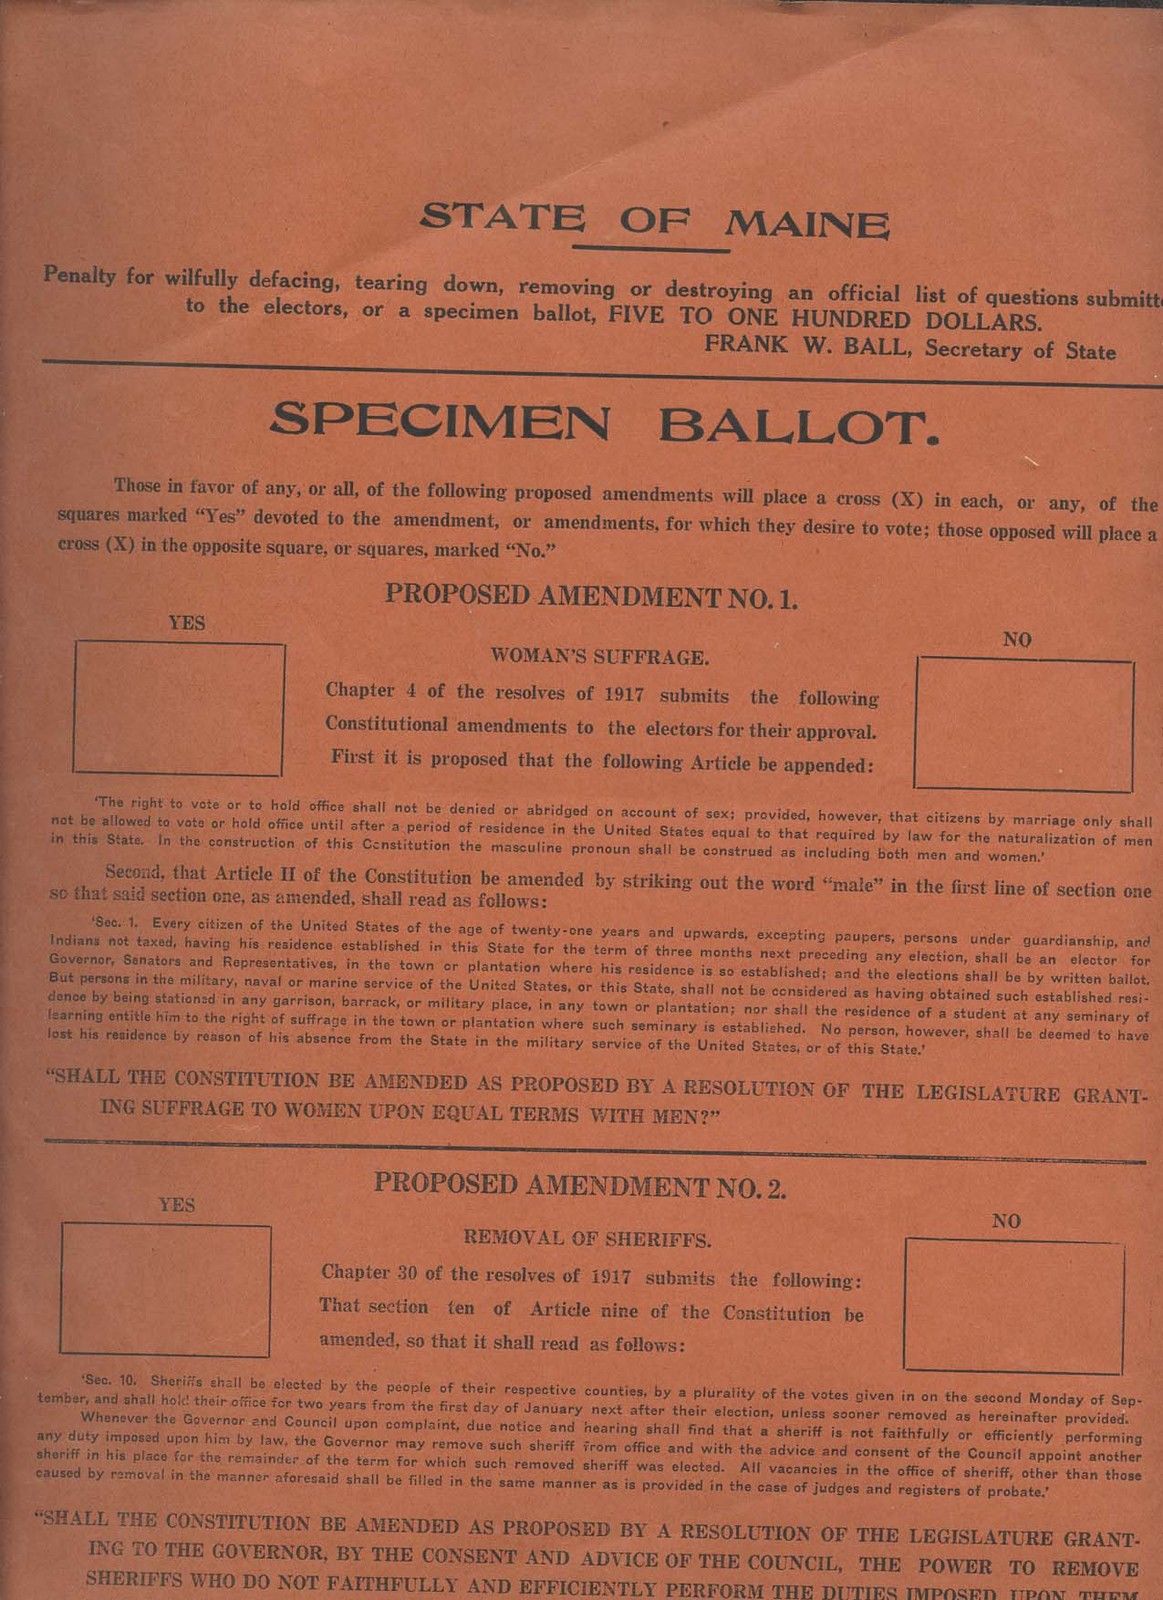 STATE OF MAINE
Penalty for wilfully defacing, tearing down, removing or destroying an official list of questions submitt
to the electors, or a specimen ballot, FIVE TO ONE HUNDRED DOLLARS.
FRANK W. BALL, Secretary of State
SPECIMEN BALLOT.
Those in favor of any, or all, of the following proposed amendments will place a cross (X) in each, or any, of the
squares marked "Yes" devoted to the amendment, or amendments, for which they desire to vote; those opposed will place a
cross (X) in the opposite square, or squares, marked "No."
PROPOSED AMENDMENT NO. 1.
YES
NO
WOMAN'S SUFFRAGE.
Chapter 4 of the resolves of 1917 submits the following
Constitutional amendments to the electors for their approval.
First it is proposed that the following Article be appended:
'The right to vote or to hold office shall not be denied or abridged on account of sex; provided, however, that citizens by marriage only shall
not be allowed to vote or hold office until after a period of residence in the United States equal to that required by law for the naturalization of men
in this State. In the construction of this Constitution the masculine pronoun shall be construed as including both men and women.'
Second, that Article II of the Constitution be amended by striking out the word "male" in the first line of section one
so that said section one, as amended, shall read as follows:
'Sec. 1. Every citizen of the United States of the age of twenty-one years and upwards, excepting paupers, persons under guardianship, and
Indians not taxed, having his residence established in this State for the term of three months next preceding any election, shall be an elector for
Governor, Senators and Representatives, in the town or plantation where his residence is so established; and the elections shall be by written ballot.
But persons in the military, naval or marine service of the United States, or this State, shall not be considered as having obtained such established resi-
dence by being stationed in any garrison, barrack, or military place, in any town or plantation; nor shall the residence of a student at any seminary of
learning entitle him to the right of suffrage in the town or plantation where such seminary is established. No person, however, shall be deemed to have
lost his residence by reason of his absence from the State in the military service of the United States, or of this State.'
"SHALL THE CONSTITUTION BE AMENDED AS PROPOSED BY A RESOLUTION OF THE LEGISLATURE GRANT-
ING SUFFRAGE TO WOMEN UPON EQUAL TERMS WITH MEN?"
PROPOSED AMENDMENT NO. 2.
YES
NO
REMOVAL OF SHERIFFS.
Chapter 30 of the resolves of 1917 submits the following:
That section ten of Article nine of the Constitution be
amended, so that it shall read as follows:
'Sec. 10. Sheriffs shall be elected by the people of their respective counties, by a plurality of the votes given in on the second Monday of Sep-
tember, and shall hold their office for two years from the first day of January next after their election, unless sooner removed as hereinafter provided.
Whenever the Governor and Council upon complaint, due notice and hearing shall find that a sheriff is not faithfully or efficiently performing
any duty imposed upon him by law, the Governor may remove such sheriff from office and with the advice and consent of the Council appoint another
sheriff in his place for the remainder of the term for which such removed sheriff was elected. All vacancies in the office of sheriff, other than those
caused by removal in the manner aforesaid shall be filled in the same manner as is provided in the case of judges and registers of probate.'
"SHALL THE CONSTITUTION BE AMENDED AS PROPOSED BY A RESOLUTION OF THE LEGISLATURE GRANT-
ING TO THE GOVERNOR, BY THE CONSENT AND ADVICE OF THE COUNCIL, THE POWER TO REMOVE
SHERIFFS WHO DO NOT FAITHFULLY AND EFFICIENTLY PERFORM THE DUTIES IMPOSED UPON THEM